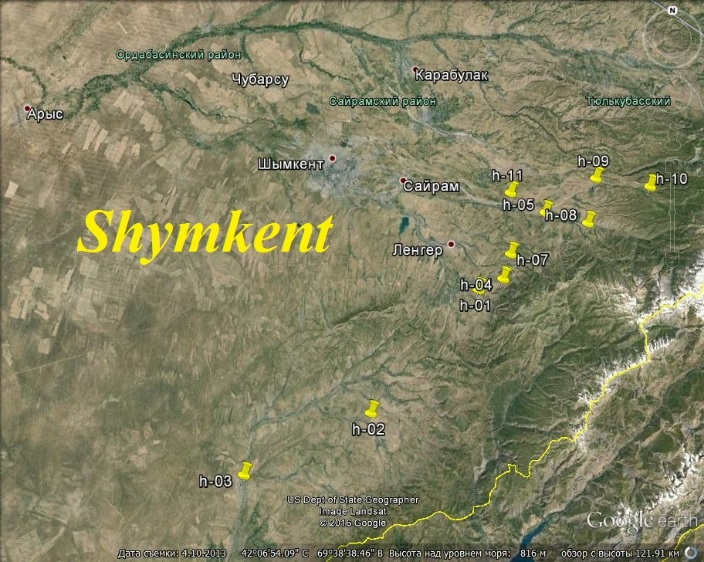 Ордабасинский район
Чубарсу
Карабулак
Сайрамский район
Тюлькубасский
Арыс
Шымкент
Сайрам
h-11
h-09
h-10
h-05
h-08
Shymkent
Ленгер
h-07
h-04
h-01
h-02
h-03
US Dept of State Geographer
Image Landsat
© 2016 Google
Google earth
Дата съемки: 4.10.2013 42°06'54.09" С 69°38'38.46" В Высота над уровнем моря: 816 м обзор с высоты 121.91 км
N